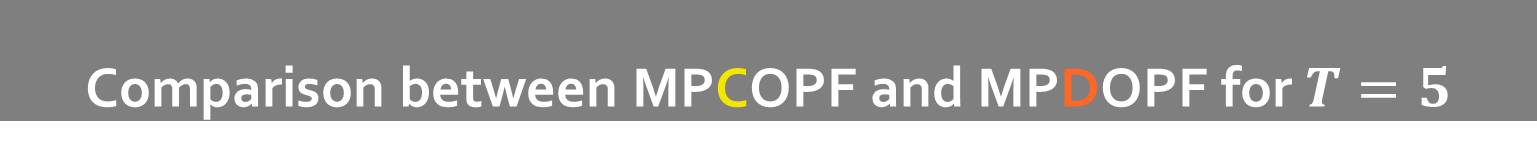 Comparison between MPCOPF and MPDOPF for T = 5